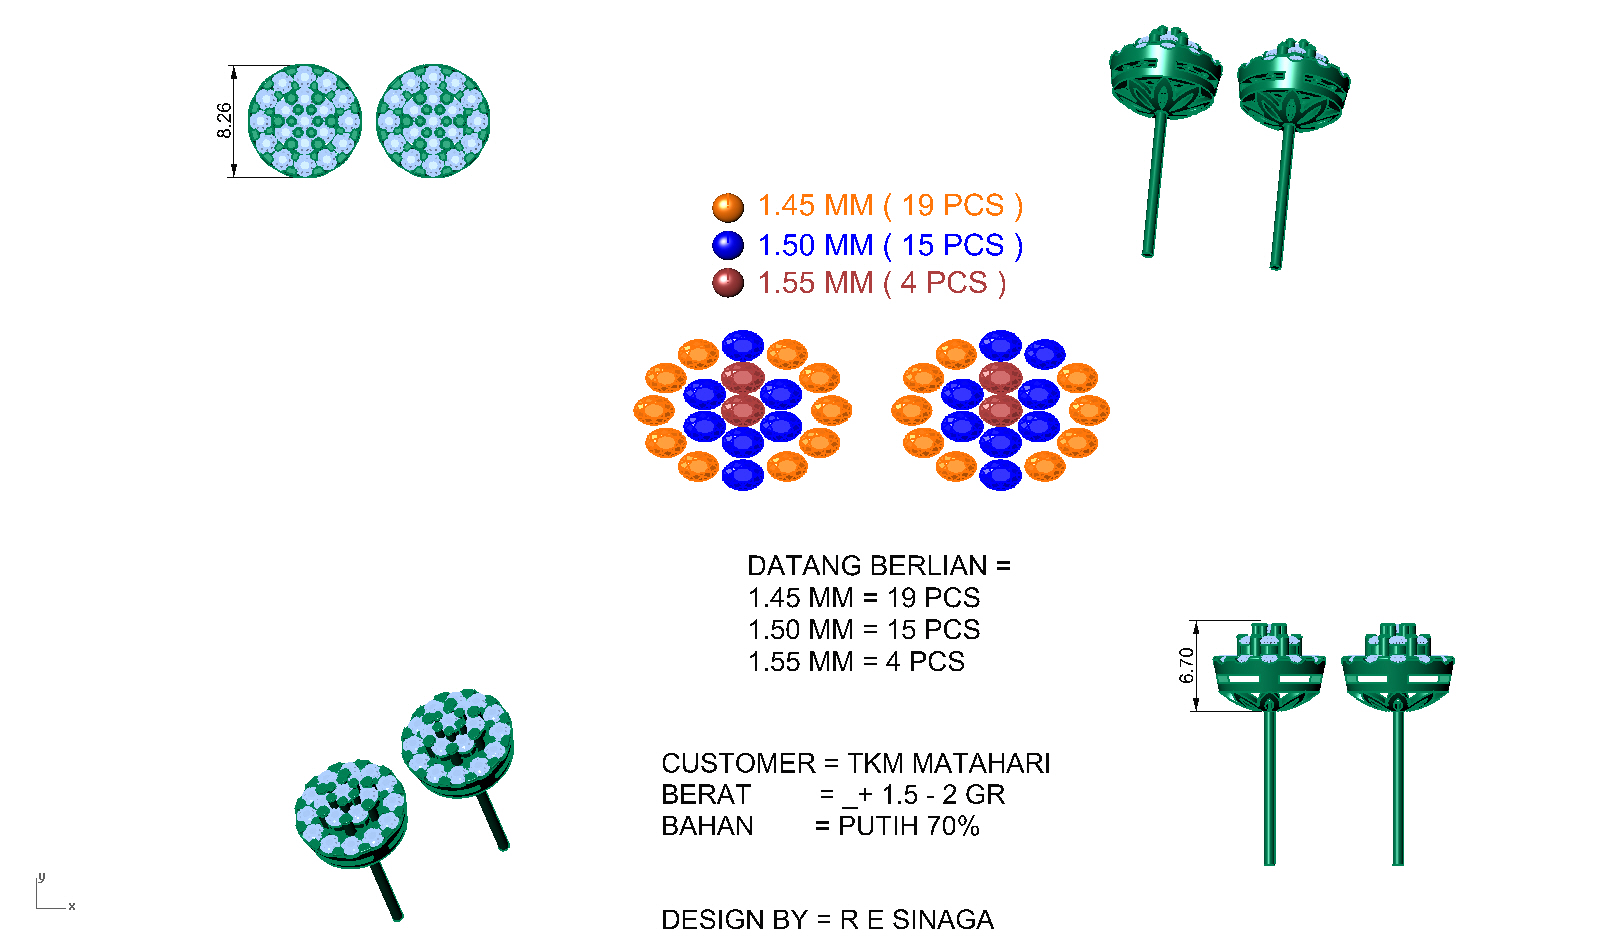 8.26
1.45 MM ( 19 PCS )
1.50 MM ( 15 PCS )
1.55 MM ( 4 PCS )
DATANG BERLIAN =
1.45 MM = 19 PCS
1.50 MM = 15 PCS
1.55 MM = 4 PCS
6.70
CUSTOMER = TKM MATAHARI
BERAT = _+ 1.5 - 2 GR
BAHAN = PUTIH 70%
DESIGN BY = R E SINAGA
y
x